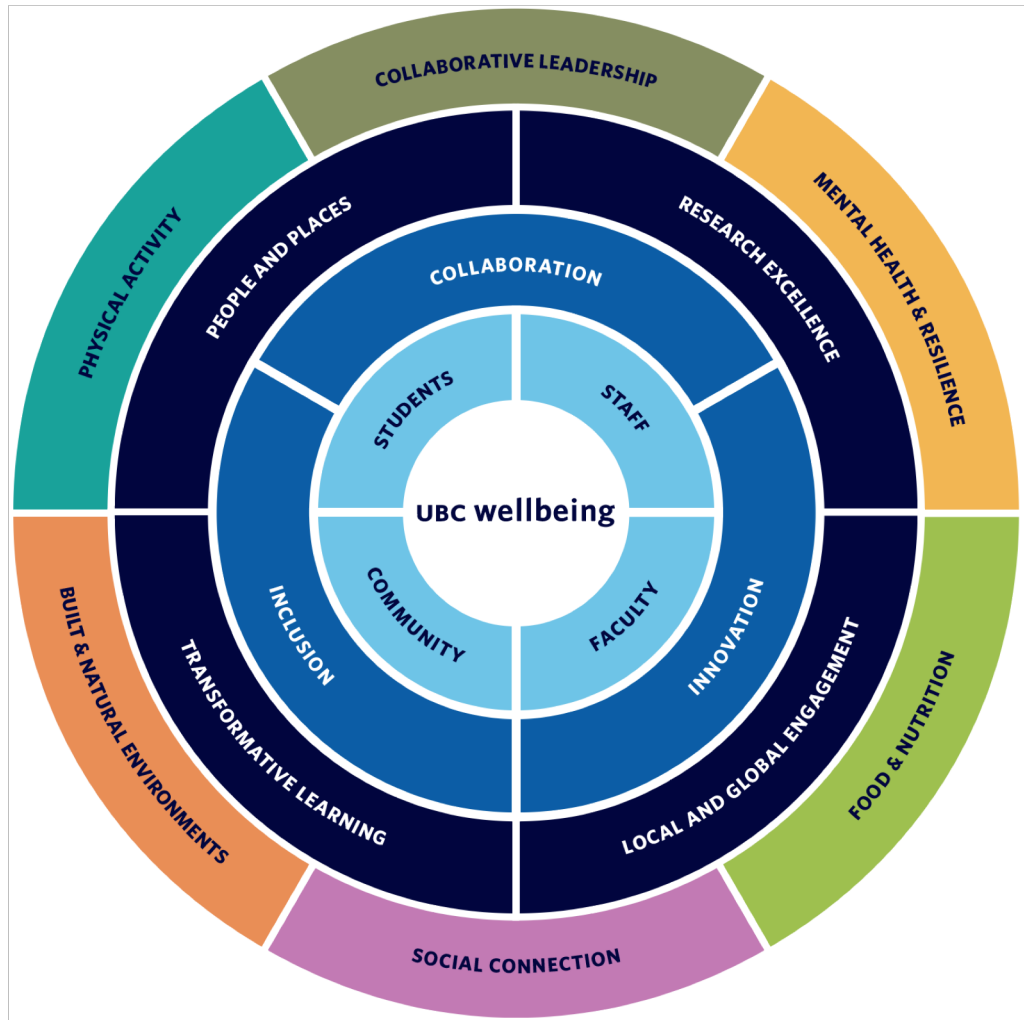 COLLABORATIVE LEADERSHIP
MENTAL HEALTH & RESILIENCE
FOOD & NUTRITION
SOCIAL CONNECTION
BUILT & NATURAL ENVIRONMENTS
PHYSICAL ACTIVITY
PEOPLE AND PLACES
RESEARCH EXCELLENCE
LOCAL AND GLOBAL ENGAGEMENT
TRANSFORMATIVE LEARNING
COLLABORATION
INNOVATION
INCLUSION
STUDENTS
STAFF
FACULTY
COMMUNITY
UBC wellbeing